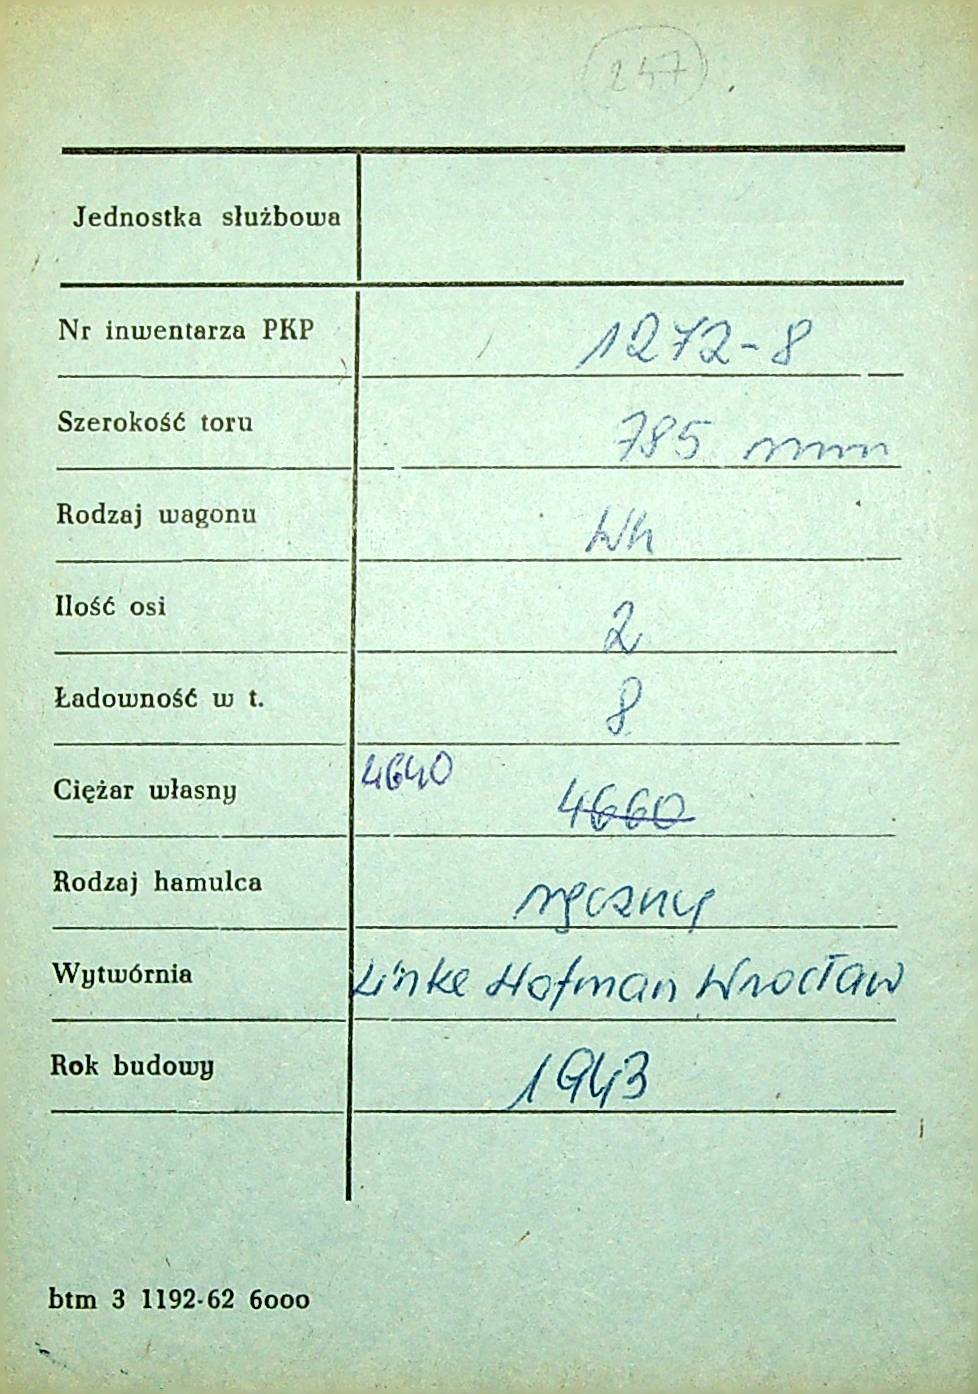 247
Jednostka służbowa
Nr inwentarza PKP 1272-8
Szerokość toru 785 mm
Rodzaj wagonu Wh
Ilość osi 2
Ładowność w t. 8
Ciężar własny 4640 4660
Rodzaj hamulca ręczny
Wytwórnia Linke Hofman Wrocław
Rok budowy 1943
btm 3 1192-62 6000